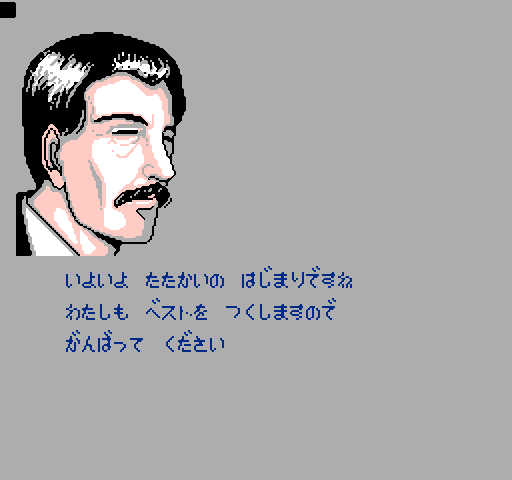 いよいよ たたかいの はじまりですね
わたしも ベストを つくしますので
がんばって ください